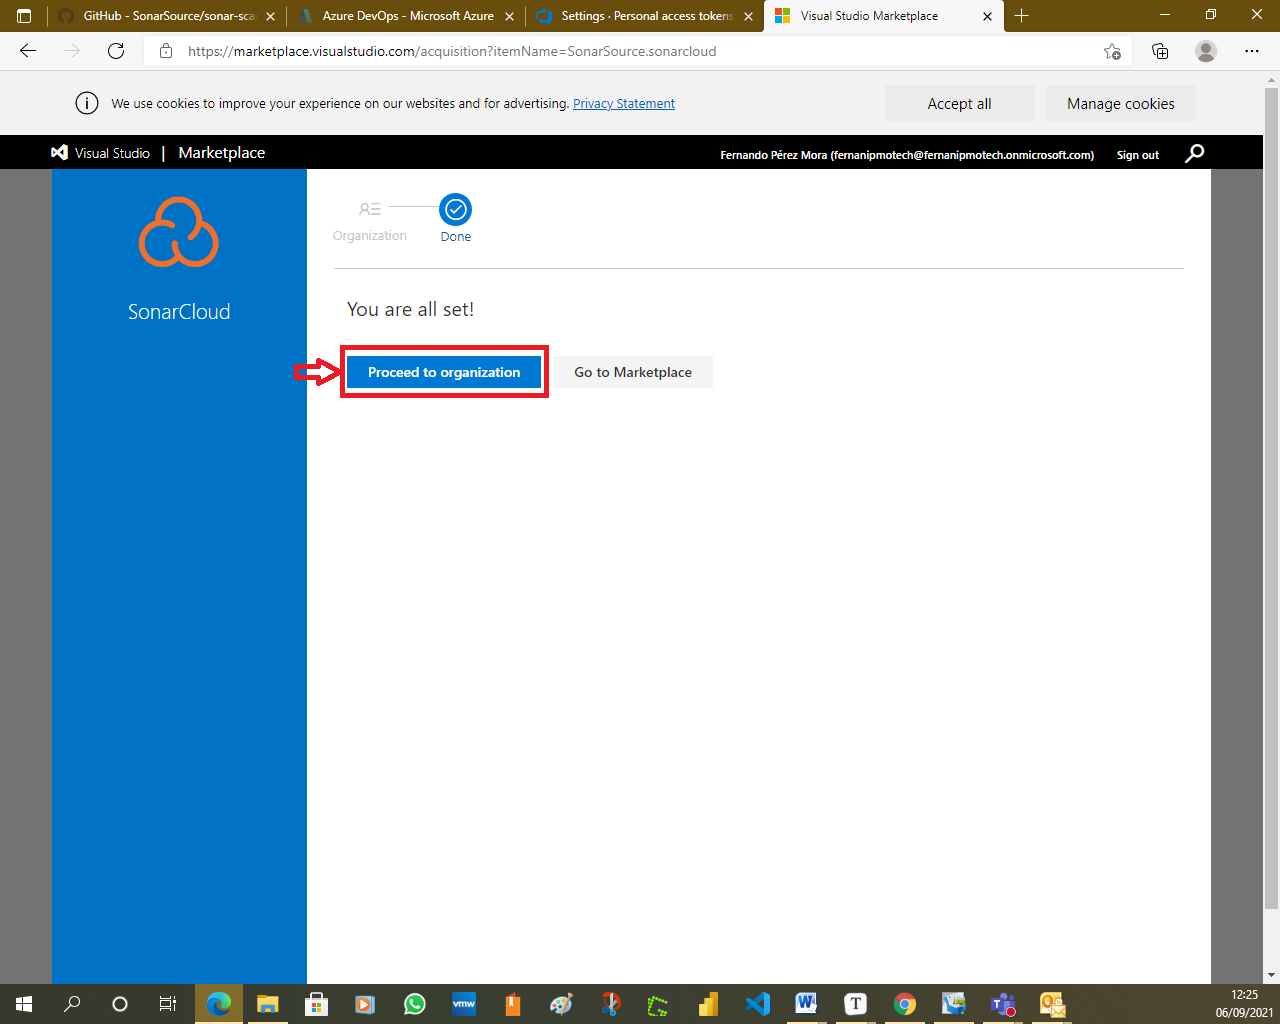 GitHub - SonarSource/sonar-sca
Azure DevOps - Microsoft Azure
Settings · Personal access tokens
Visual Studio Marketplace
https://marketplace.visualstudio.com/acquisition?itemName=SonarSource.sonarcloud
We use cookies to improve your experience on our websites and for advertising. Privacy Statement
Accept all
Manage cookies
Visual Studio | Marketplace
Fernando Pérez Mora (fernanipmotech@fernanipmotech.onmicrosoft.com)
Sign out
Organization
Done
SonarCloud
You are all set!
Proceed to organization
Go to Marketplace
vmw
W
T
12:25
06/09/2021